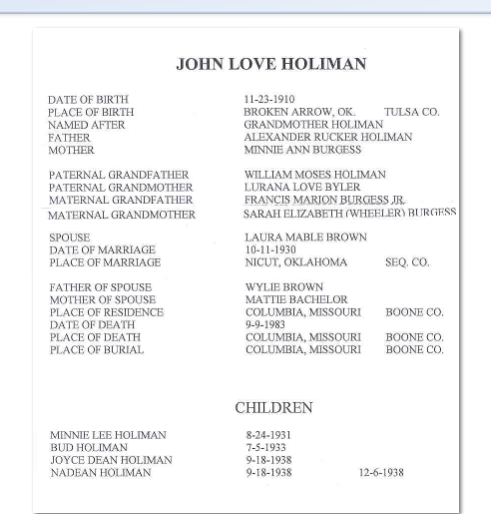 JOHN LOVE HOLIMAN
DATE OF BIRTH 11-23-1910
PLACE OF BIRTH BROKEN ARROW, OK. TULSA CO.
NAMED AFTER GRANDMOTHER HOLIMAN
FATHER ALEXANDER RUCKER HOLIMAN
MOTHER MINNIE ANN BURGESS
PATERNAL GRANDFATHER WILLIAM MOSES HOLIMAN
PATERNAL GRANDMOTHER LURANA LOVE BYLER
MATERNAL GRANDFATHER FRANCIS MARION BURGESS JR.
MATERNAL GRANDMOTHER SARAH ELIZABETH (WHEELER) BURGESS
SPOUSE LAURA MABLE BROWN
DATE OF MARRIAGE 10-11-1930
PLACE OF MARRIAGE NICUT, OKLAHOMA SEQ. CO.
FATHER OF SPOUSE WYLIE BROWN
MOTHER OF SPOUSE MATTIE BACHELOR
PLACE OF RESIDENCE COLUMBIA, MISSOURI BOONE CO.
DATE OF DEATH 9-9-1983
PLACE OF DEATH COLUMBIA, MISSOURI BOONE CO.
PLACE OF BURIAL COLUMBIA, MISSOURI BOONE CO.
CHILDREN
MINNIE LEE HOLIMAN 8-24-1931
BUD HOLIMAN 7-5-1933
JOYCE DEAN HOLIMAN 9-18-1938
NADEAN HOLIMAN 9-18-1938 12-6-1938